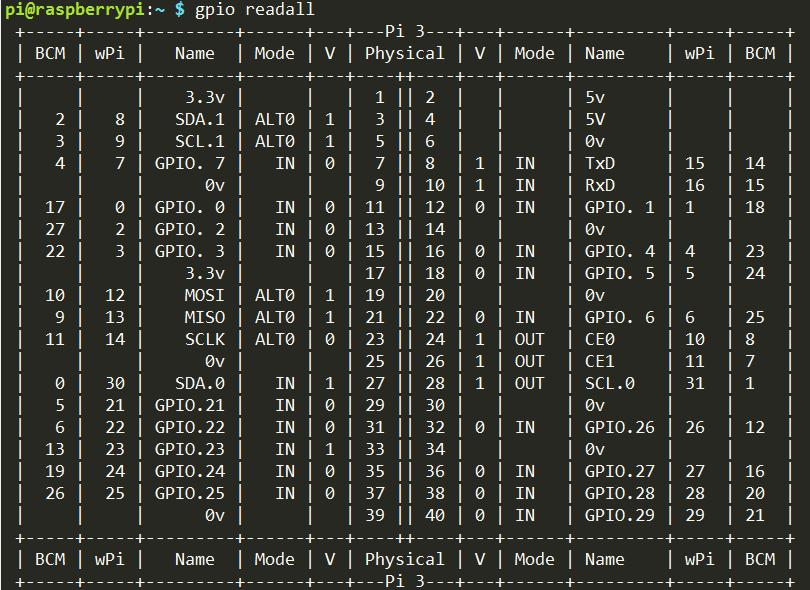 pi@raspberrypi:~ $ gpio readall
+-----+-----+---------+------+---+---Pi 3---+---+------+---------+-----+-----+
| BCM | wPi |   Name  | Mode | V | Physical | V | Mode | Name    | wPi | BCM |
+-----+-----+---------+------+---+----++----+---+------+---------+-----+-----+
|     |     |    3.3v |      |   |  1 || 2  |   |      | 5v      |     |     |
|   2 |   8 |   SDA.1 | ALT0 | 1 |  3 || 4  |   |      | 5V      |     |     |
|   3 |   9 |   SCL.1 | ALT0 | 1 |  5 || 6  |   |      | 0v      |     |     |
|   4 |   7 | GPIO. 7 |   IN | 0 |  7 || 8  | 1 | IN   | TxD     | 15  | 14  |
|     |     |      0v |      |   |  9 || 10 | 1 | IN   | RxD     | 16  | 15  |
|  17 |   0 | GPIO. 0 |   IN | 0 | 11 || 12 | 0 | IN   | GPIO. 1 | 1   | 18  |
|  27 |   2 | GPIO. 2 |   IN | 0 | 13 || 14 |   |      | 0v      |     |     |
|  22 |   3 | GPIO. 3 |   IN | 0 | 15 || 16 | 0 | IN   | GPIO. 4 | 4   | 23  |
|     |     |    3.3v |      |   | 17 || 18 | 0 | IN   | GPIO. 5 | 5   | 24  |
|  10 |  12 |    MOSI | ALT0 | 1 | 19 || 20 |   |      | 0v      |     |     |
|   9 |  13 |    MISO | ALT0 | 1 | 21 || 22 | 0 | IN   | GPIO. 6 | 6   | 25  |
|  11 |  14 |    SCLK | ALT0 | 0 | 23 || 24 | 1 | OUT  | CE0     | 10  | 8   |
|     |     |      0v |      |   | 25 || 26 | 1 | OUT  | CE1     | 11  | 7   |
|   0 |  30 |   SDA.0 |   IN | 1 | 27 || 28 | 1 | OUT  | SCL.0   | 31  | 1   |
|   5 |  21 | GPIO.21 |   IN | 0 | 29 || 30 |   |      | 0v      |     |     |
|   6 |  22 | GPIO.22 |   IN | 0 | 31 || 32 | 0 | IN   | GPIO.26 | 26  | 12  |
|  13 |  23 | GPIO.23 |   IN | 1 | 33 || 34 |   |      | 0v      |     |     |
|  19 |  24 | GPIO.24 |   IN | 0 | 35 || 36 | 0 | IN   | GPIO.27 | 27  | 16  |
|  26 |  25 | GPIO.25 |   IN | 0 | 37 || 38 | 0 | IN   | GPIO.28 | 28  | 20  |
|     |     |      0v |      |   | 39 || 40 | 0 | IN   | GPIO.29 | 29  | 21  |
+-----+-----+---------+------+---+----++----+---+------+---------+-----+-----+
| BCM | wPi |   Name  | Mode | V | Physical | V | Mode | Name    | wPi | BCM |
+-----+-----+---------+------+---+---Pi 3---+---+------+---------+-----+-----+